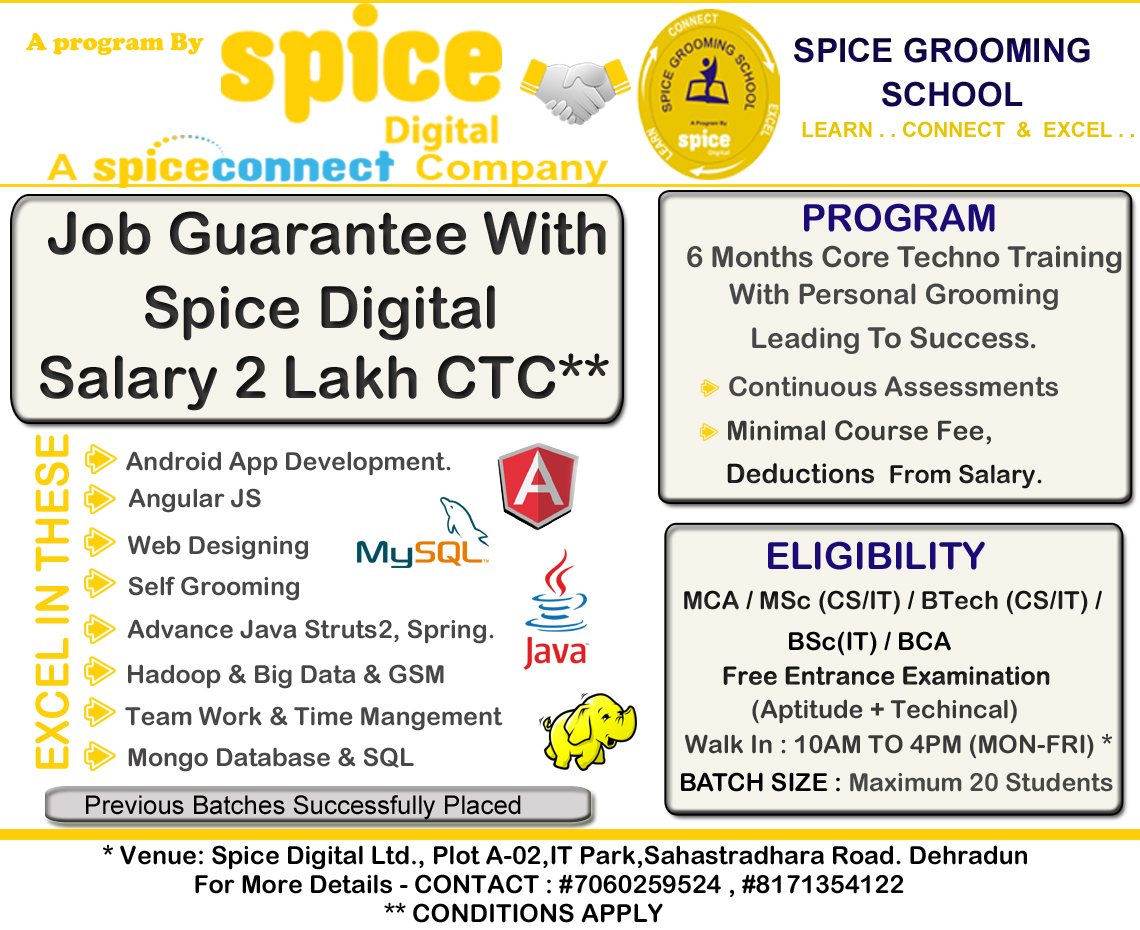 A program By
spice
Digital
A spiceconnect Company
CONNECT
SPICE GROOMING SCHOOL
A Program By
spice
Digital
LEARN
EXCEL
SPICE GROOMING
SCHOOL
LEARN . . CONNECT & EXCEL . .
Job Guarantee With
Spice Digital
Salary 2 Lakh CTC**
PROGRAM
6 Months Core Techno Training
With Personal Grooming
Leading To Success.
Continuous Assessments
Minimal Course Fee,
Deductions From Salary.
EXCEL IN THESE
Android App Development.
Angular JS
Web Designing
Self Grooming
Advance Java Struts2, Spring.
Hadoop & Big Data & GSM
Team Work & Time Mangement
Mongo Database & SQL
A
MySQL™
Java™
Previous Batches Successfully Placed
ELIGIBILITY
MCA / MSc (CS/IT) / BTech (CS/IT) /
BSc(IT) / BCA
Free Entrance Examination
(Aptitude + Techincal)
Walk In : 10AM TO 4PM (MON-FRI) *
BATCH SIZE : Maximum 20 Students
* Venue: Spice Digital Ltd., Plot A-02,IT Park,Sahastradhara Road. Dehradun
For More Details - CONTACT : #7060259524 , #8171354122
** CONDITIONS APPLY